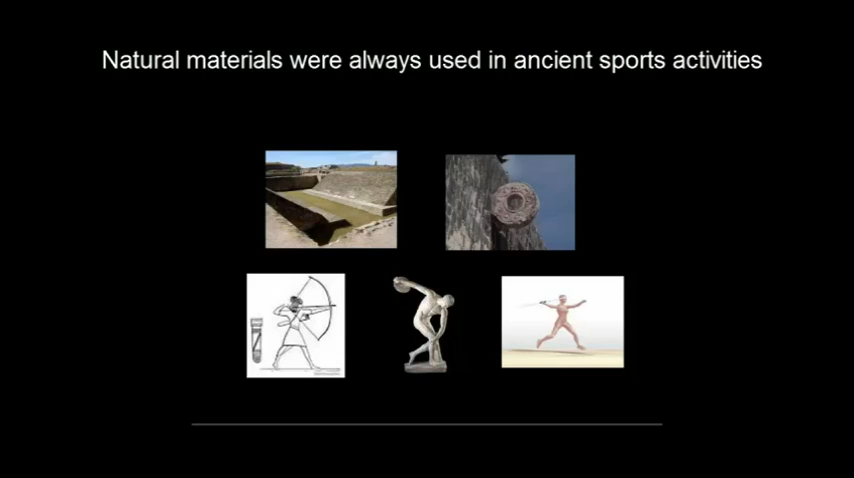 Natural materials were always used in ancient sports activities